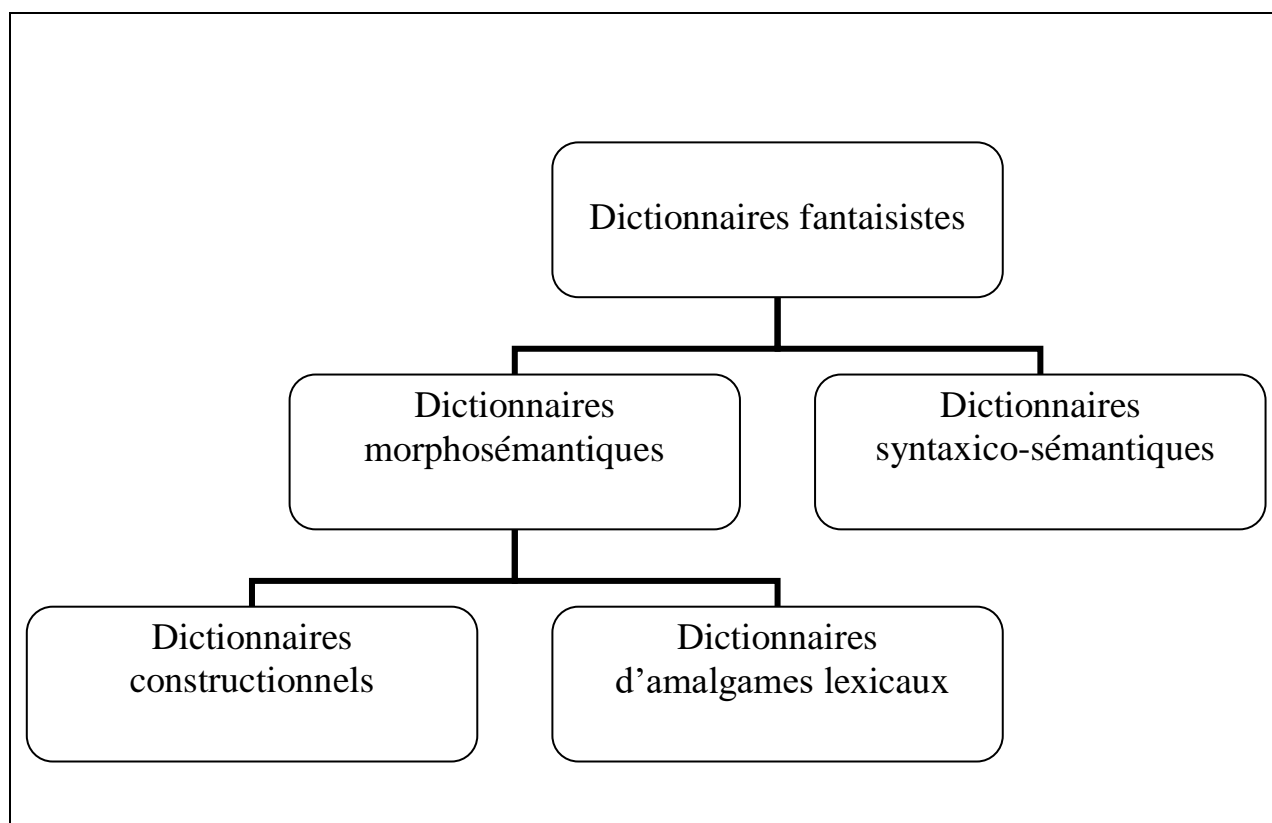 Dictionnaires fantaisistes
Dictionnaires
morphosémantiques
Dictionnaires
syntaxico-sémantiques
Dictionnaires
constructionnels
Dictionnaires
d’amalgames lexicaux